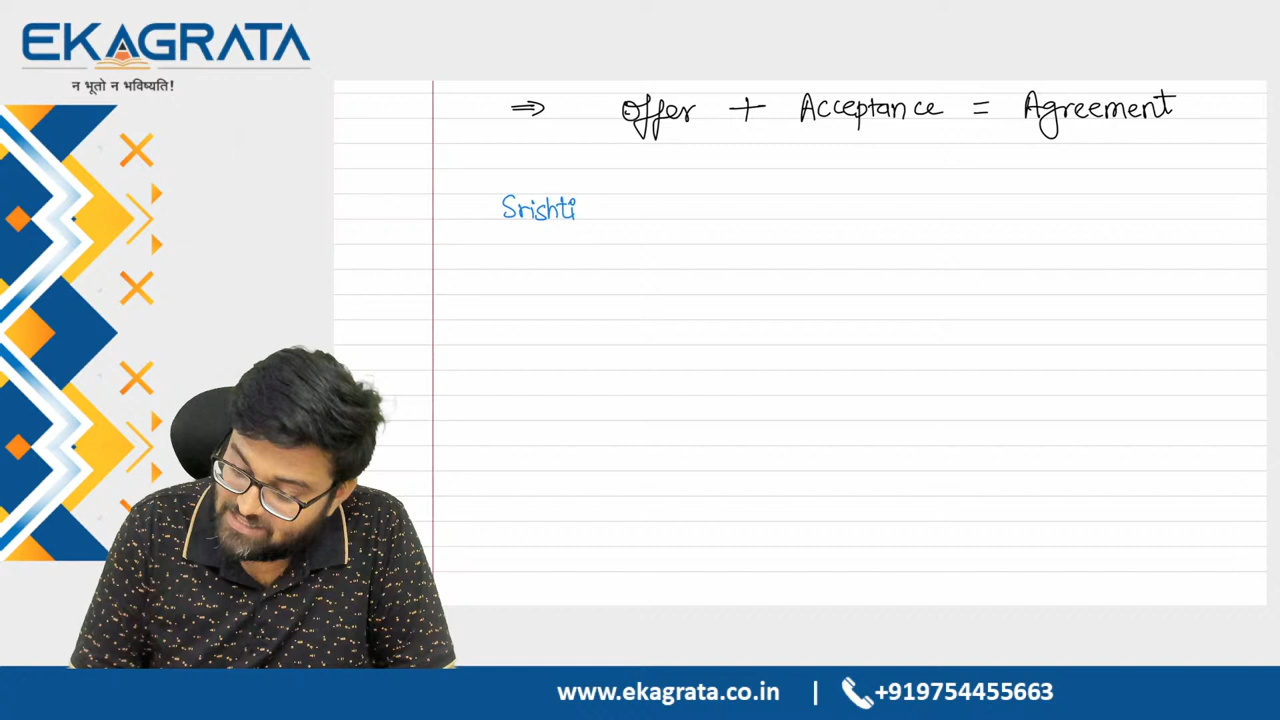 EKAGRATA
न भूतो न भविष्यति!
⇒ offer + Acceptance = Agreement
Srishti
www.ekagrata.co.in | +919754455663